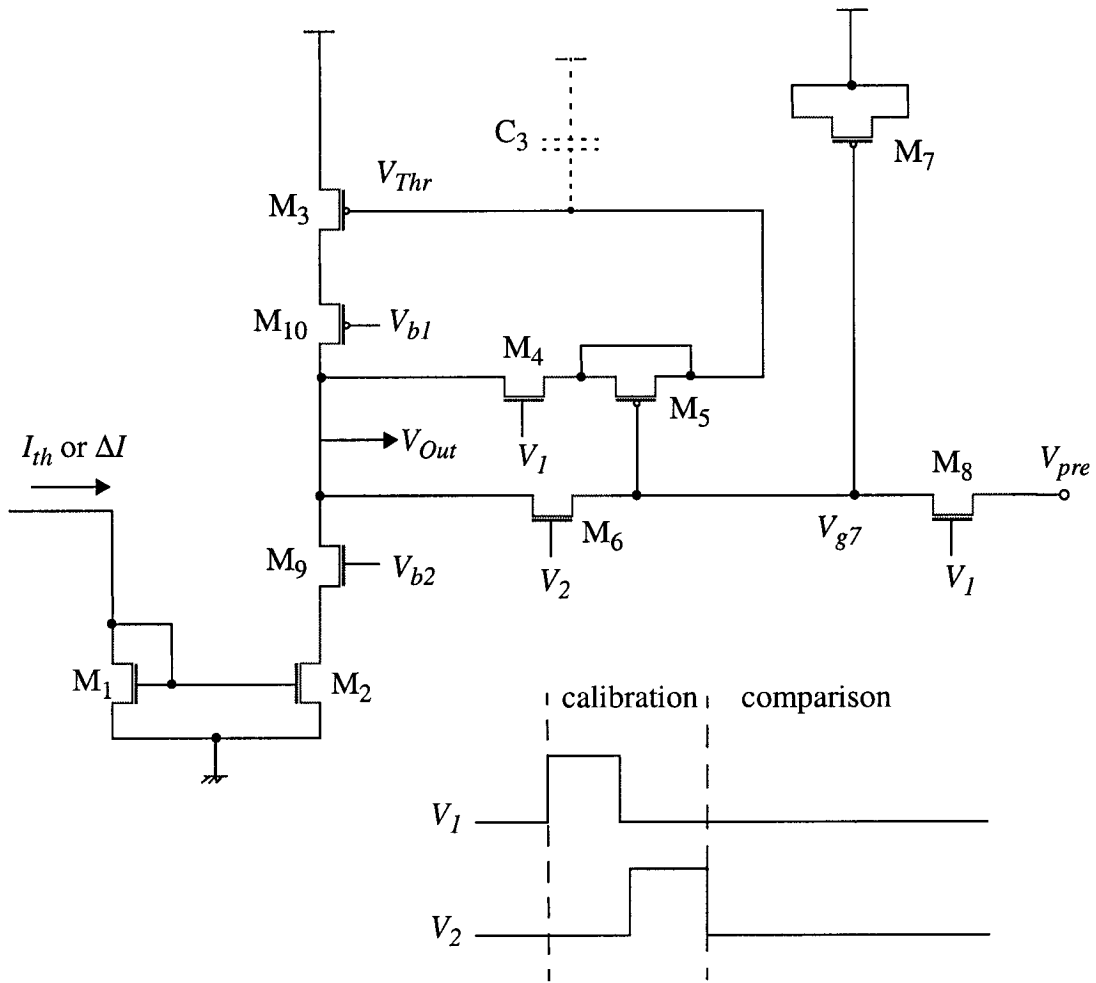 C3
M7
VThr
M3
M10
Vb1
M4
M5
V1
Ith or ΔI
VOut
M8
Vpre
M6
Vg7
M9
Vb2
V2
V1
M1
M2
calibration
comparison
V1
V2